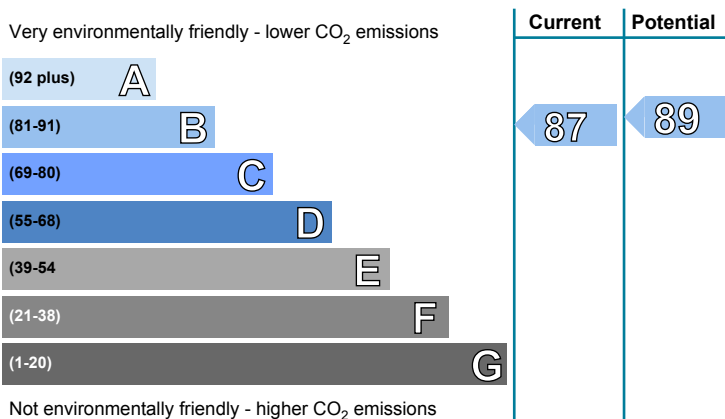 Very environmentally friendly - lower CO2 emissions
Current
Potential
(92 plus) A
(81-91) B
87
89
(69-80) C
(55-68) D
(39-54 E
(21-38) F
(1-20) G
Not environmentally friendly - higher CO2 emissions